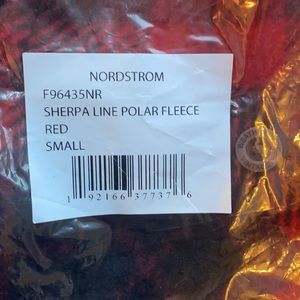 NORDSTROM
F96435NR
SHERPA LINE POLAR FLEECE
RED
SMALL
1 92166 37737 6